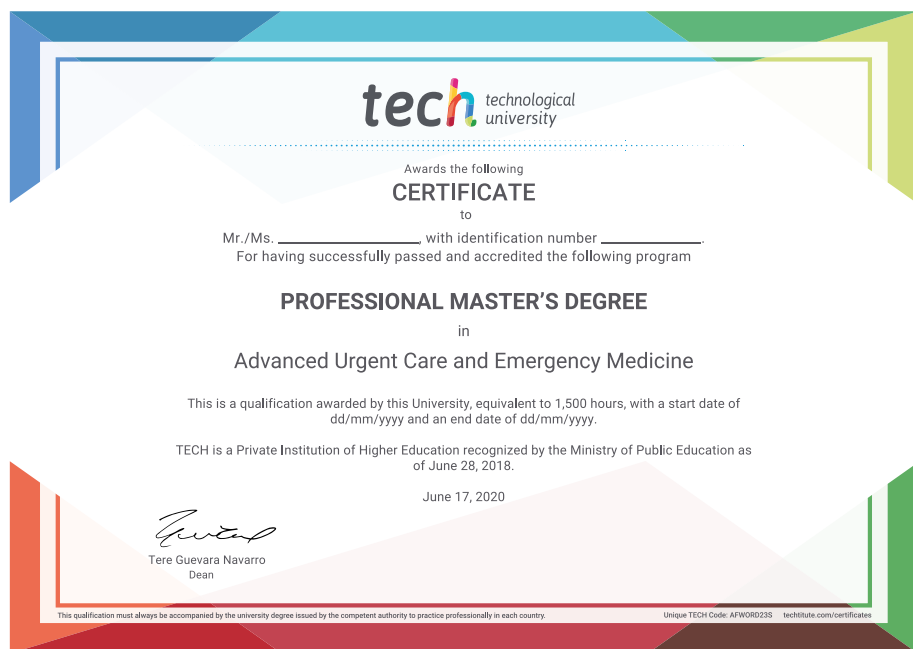 tech technological
university
Awards the following
CERTIFICATE
to
Mr./Ms. ____________________, with identification number ______________.
For having successfully passed and accredited the following program
PROFESSIONAL MASTER'S DEGREE
in
Advanced Urgent Care and Emergency Medicine
This is a qualification awarded by this University, equivalent to 1,500 hours, with a start date of
dd/mm/yyyy and an end date of dd/mm/yyyy.
TECH is a Private Institution of Higher Education recognized by the Ministry of Public Education as
of June 28, 2018.
June 17, 2020
Tere Guevara Navarro
Dean
This qualification must always be accompanied by the university degree issued by the competent authority to practice professionally in each country.
Unique TECH Code: AFWORD23S techtitute.com/certificates